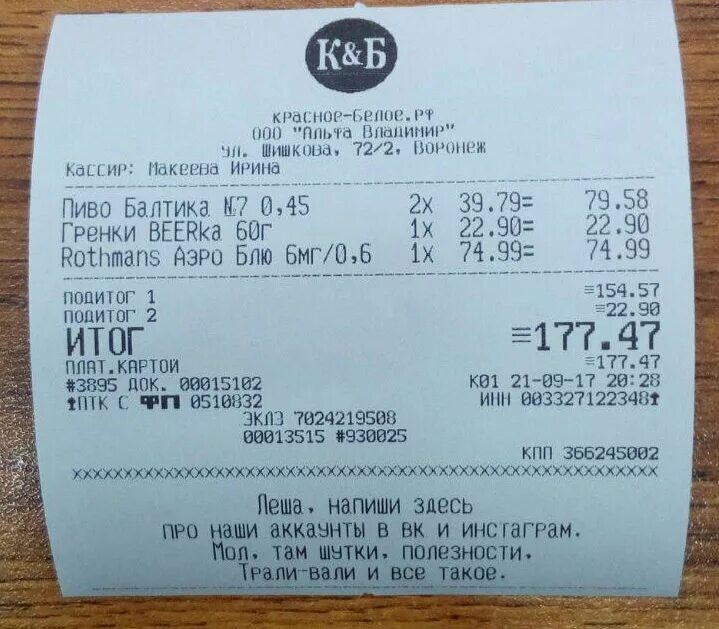 К&Б
красное-белое.рф
ООО "Альфа Владимир"
ул. Шишкова, 72/2, Воронеж
Кассир: Макеева Ирина
Пиво Балтика №7 0,45 2х 39.79= 79.58
Гренки BEERka 60г 1х 22.90= 22.90
Rothmans Аэро Блю 6мг/0,6 1х 74.99= 74.99
ПОДИТОГ 1 ≡154.57
ПОДИТОГ 2 ≡22.90
ИТОГ ≡177.47
ПЛАТ.КАРТОЙ ≡177.47
#3895 ДОК. 00015102 К01 21-09-17 20:28
ПТК С ФП 0510832 ИНН 003327122348
ЭКЛЗ 7024219508
00013515 #930025
КПП 366245002
ХХХХХХХХХХХХХХХХХХХХХХХХХХХХХХХХХХХХХХХХХХХХХХ
Леша, напиши здесь
про наши аккаунты в вк и инстаграм.
Мол, там шутки, полезности.
Трали-вали и все такое.